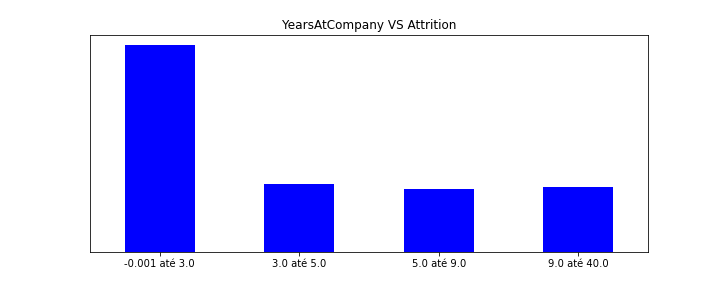 YearsAtCompany VS Attrition
-0.001 até 3.0
3.0 até 5.0
5.0 até 9.0
9.0 até 40.0